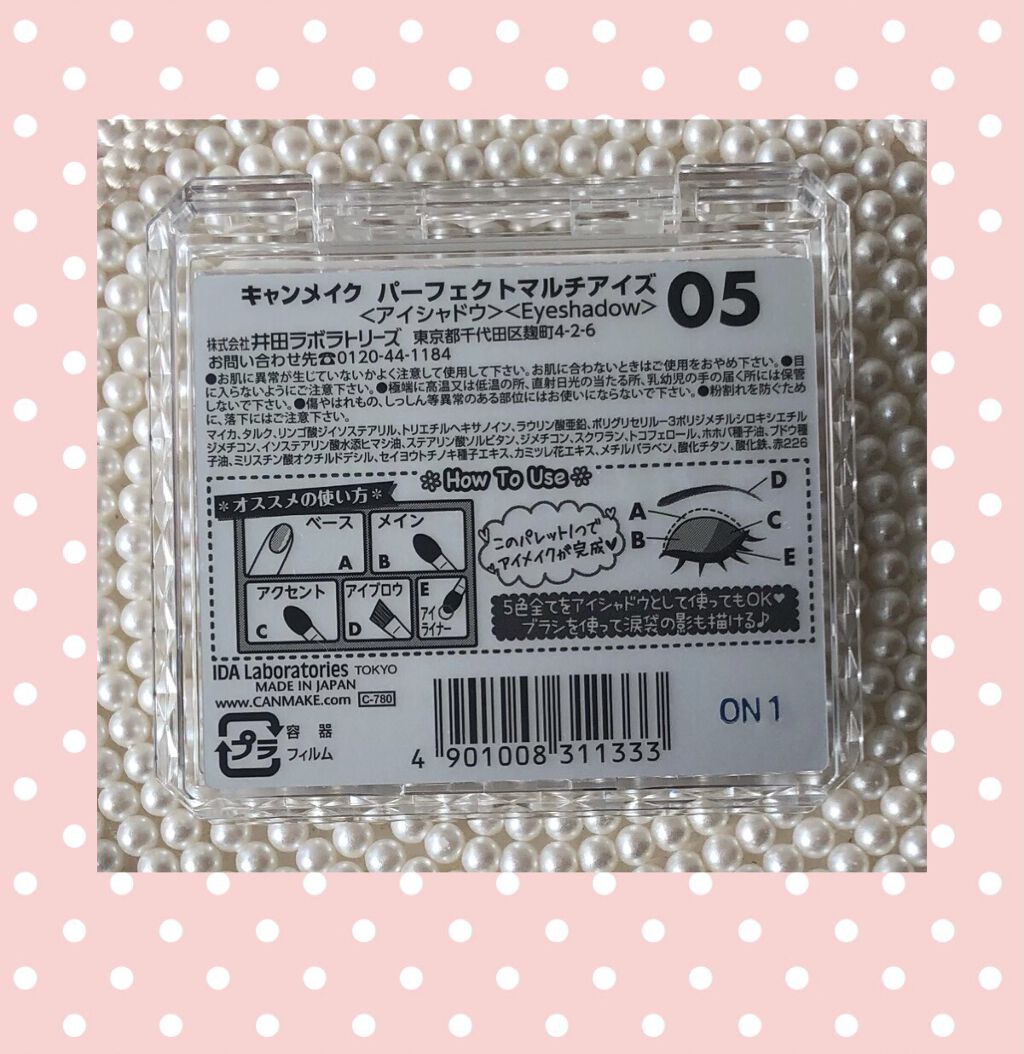 キャンメイク パーフェクトマルチアイズ 05
<アイシャドウ><Eyeshadow>
株式会社 井田ラボラトリーズ 東京都千代田区麹町4-2-6
お問い合わせ先☎0120-44-1184
●お肌に異常が生じていないかよく注意して使用して下さい。お肌に合わないときはご使用をおやめ下さい。●目
に入らないようにご注意下さい。●極端に高温又は低温の所、直射日光の当たる所、乳幼児の手の届く所には保管
しないで下さい。●傷やはれもの、しっしん等異常のある部位にはお使いにならないで下さい。●粉割れを防ぐため
に、落下にはご注意下さい。
マイカ、タルク、リンゴ酸ジイソステアリル、トリエチルヘキサノイン、ラウリン酸亜鉛、ポリグリセリル-3ポリジメチルシロキシエチル
ジメチコン、イソステアリン酸水添ヒマシ油、ステアリン酸ソルビタン、ジメチコン、スクワラン、トコフェロール、ホホバ種子油、ブドウ種
子油、ミリスチン酸オクチルドデシル、セイヨウトチノキ種子エキス、カミツレ花エキス、メチルパラベン、酸化チタン、酸化鉄、赤226
How To Use
*オススメの使い方*
ベース
A
メイン
B
アクセント
C
アイブロウ
D
E
アイ
ライナー
このパレット1つで
アイメイクが完成
A
B
D
C
E
5色全てをアイシャドウとして使ってもOK♥
ブラシを使って涙袋の影も描ける♪
IDA Laboratories TOKYO
MADE IN JAPAN
www.CANMAKE.com C-780
プラ
容器
フィルム
4 901008 311333
ON1